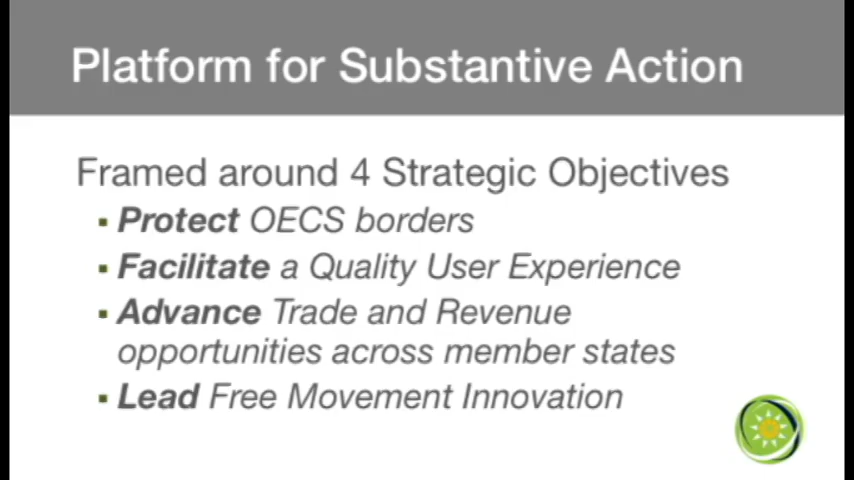 Platform for Substantive Action
Framed around 4 Strategic Objectives
▪ Protect OECS borders
▪ Facilitate a Quality User Experience
▪ Advance Trade and Revenue
opportunities across member states
▪ Lead Free Movement Innovation